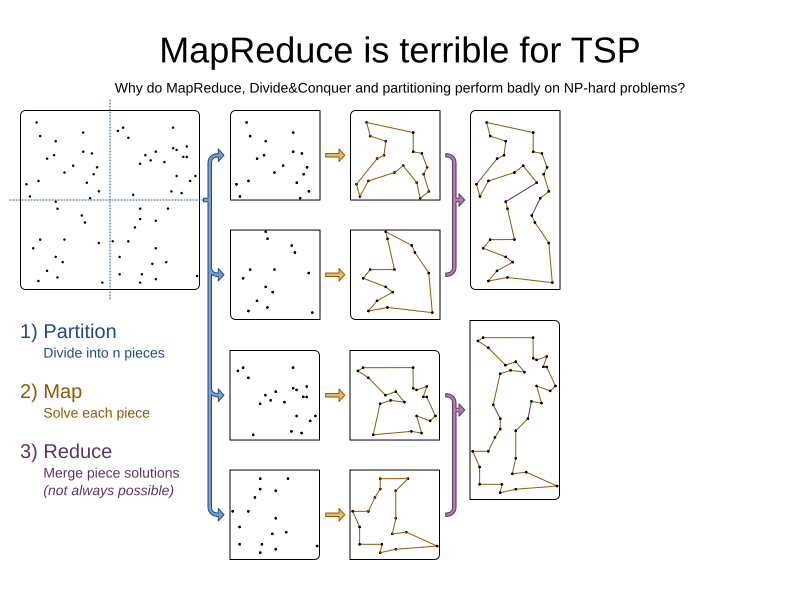 MapReduce is terrible for TSP
Why do MapReduce, Divide&Conquer and partitioning perform badly on NP-hard problems?
1) Partition
Divide into n pieces
2) Map
Solve each piece
3) Reduce
Merge piece solutions
(not always possible)